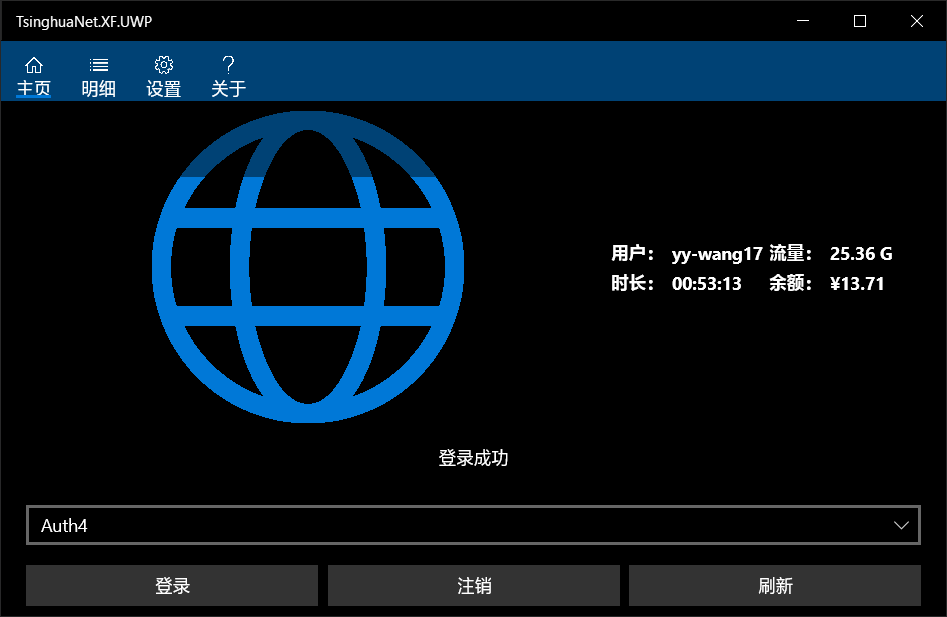 TsinghuaNet.XF.UWP
主页 明细 设置 关于
用户： yy-wang17 流量： 25.36 G
时长： 00:53:13 余额： ¥13.71
登录成功
Auth4
登录 注销 刷新